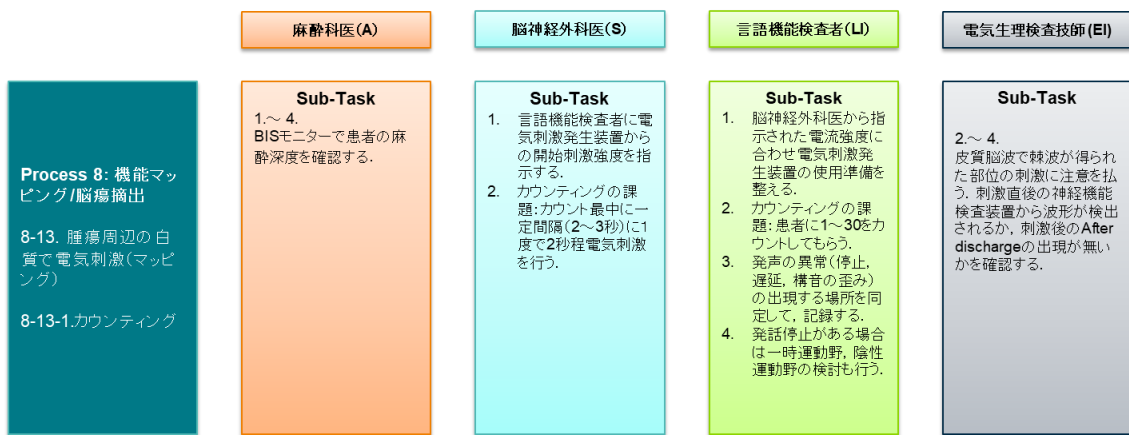 麻酔科医(A)
脳神経外科医(S)
言語機能検査者(LI)
電気生理検査技師(EI)
Process 8: 機能マッ
ピング/脳瘍摘出
8-13. 腫瘍周辺の白
質で電気刺激(マッピ
ング)
8-13-1.カウンティング
Sub-Task
1.～ 4.
BISモニターで患者の麻
酔深度を確認する.
Sub-Task
1. 言語機能検査者に電
気刺激発生装置から
の開始刺激強度を指
示する.
2. カウンティングの課
題:カウント最中に一
定間隔(2～3秒)に1
度で2秒程電気刺激
を行う.
Sub-Task
1. 脳神経外科医から指
示された電流強度に
合わせ電気刺激発
生装置の使用準備を
整える.
2. カウンティングの課
題:患者に1～30をカ
ウントしてもらう.
3. 発声の異常(停止,
遅延, 構音の歪み)
の出現する場所を同
定して, 記録する.
4. 発話停止がある場合
は一時運動野, 陰性
運動野の検討も行う.
Sub-Task
2.～ 4.
皮質脳波で棘波が得られ
た部位の刺激に注意を払
う. 刺激直後の神経機能
検査装置から波形が検出
されるか, 刺激後のAfter
dischargeの出現が無い
かを確認する.